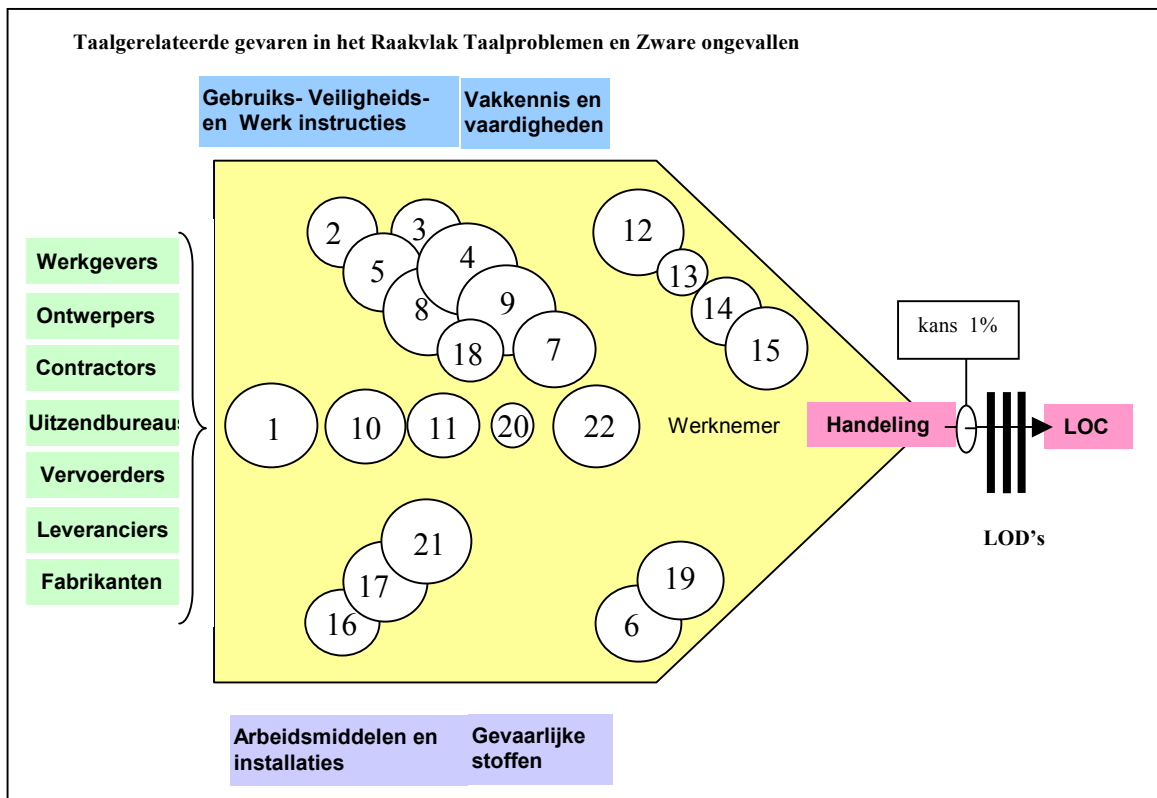 Taalgerelateerde gevaren in het Raakvlak Taalproblemen en Zware ongevallen
Gebruiks- Veiligheids-
en Werk instructies
Vakkennis en
vaardigheden
Werkgevers
Ontwerpers
Contractors
Uitzendbureaus
Vervoerders
Leveranciers
Fabrikanten
2
3
5
4
8
9
18
7
12
13
14
15
1
10
11
20
22
Werknemer
Handeling
kans 1%
LOC
LOD's
21
17
16
19
6
Arbeidsmiddelen en
installaties
Gevaarlijke
stoffen